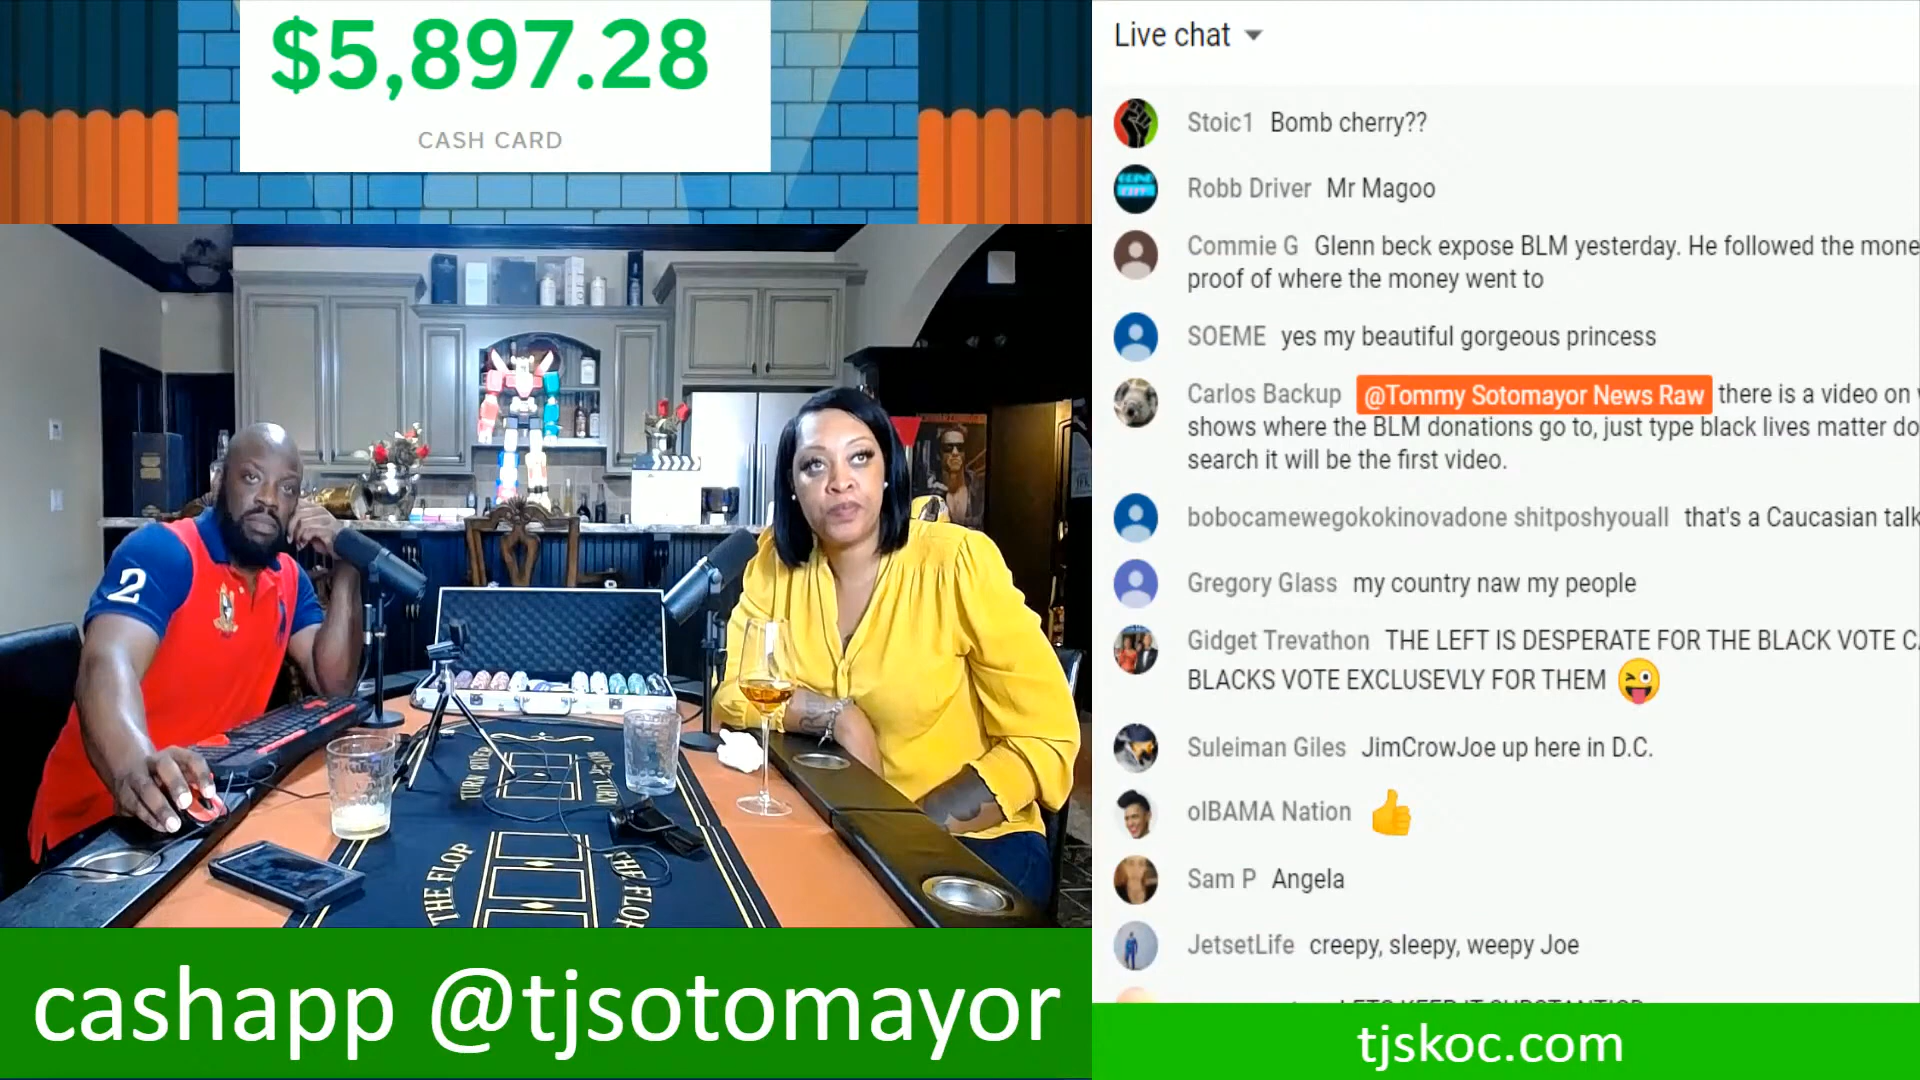 $5,897.28
CASH CARD
2
TURN RIVER
THE FLOP
cashapp @tjsotomayor
Live chat
Stoic1 Bomb cherry??
Robb Driver Mr Magoo
Commie G Glenn beck expose BLM yesterday. He followed the mone
proof of where the money went to
SOEME yes my beautiful gorgeous princess
Carlos Backup @Tommy Sotomayor News Raw there is a video on
shows where the BLM donations go to, just type black lives matter do
search it will be the first video.
bobocamewegokokinovadone shitposhyouall that's a Caucasian talk
Gregory Glass my country naw my people
Gidget Trevathon THE LEFT IS DESPERATE FOR THE BLACK VOTE C
BLACKS VOTE EXCLUSEVLY FOR THEM 😜
Suleiman Giles JimCrowJoe up here in D.C.
oIBAMA Nation 👍
Sam P Angela
JetsetLife creepy, sleepy, weepy Joe
tjskoc.com